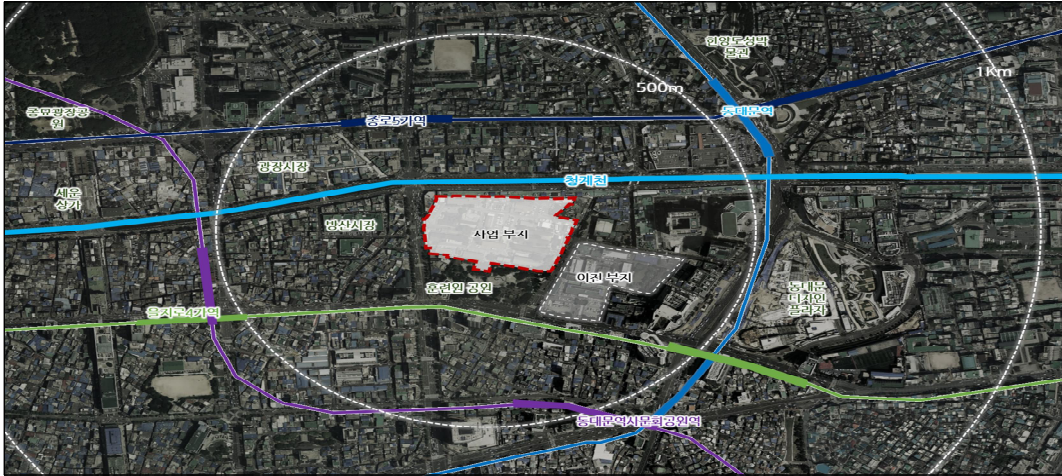 한양도성박
물관
1Km
500m
종묘광장공
원
종로5가역
동대문역
광장시장
청계천
세운
상가
방산시장
사업 부지
이전 부지
훈련원 공원
동대문
디자인
플라자
을지로4가역
동대문역사문화공원역